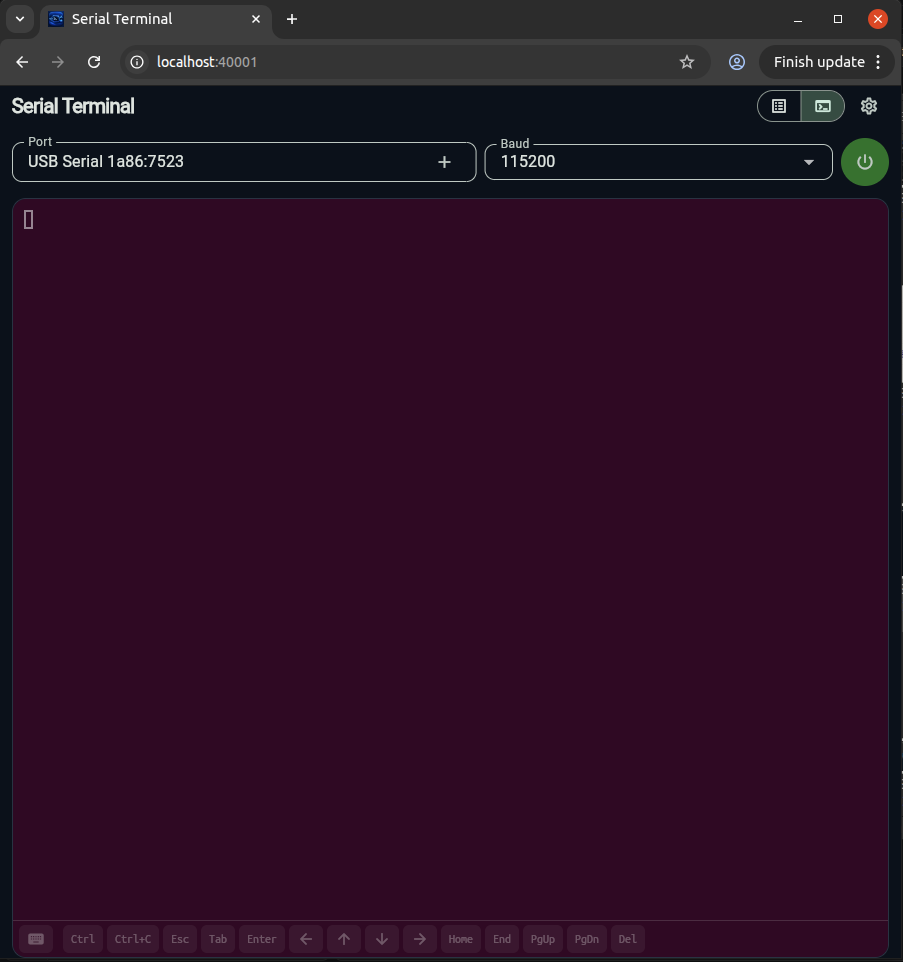 Serial Terminal
localhost:40001
Finish update
Serial Terminal
Port
USB Serial 1a86:7523
Baud
115200
Ctrl Ctrl+C Esc Tab Enter Home End PgUp PgDn Del